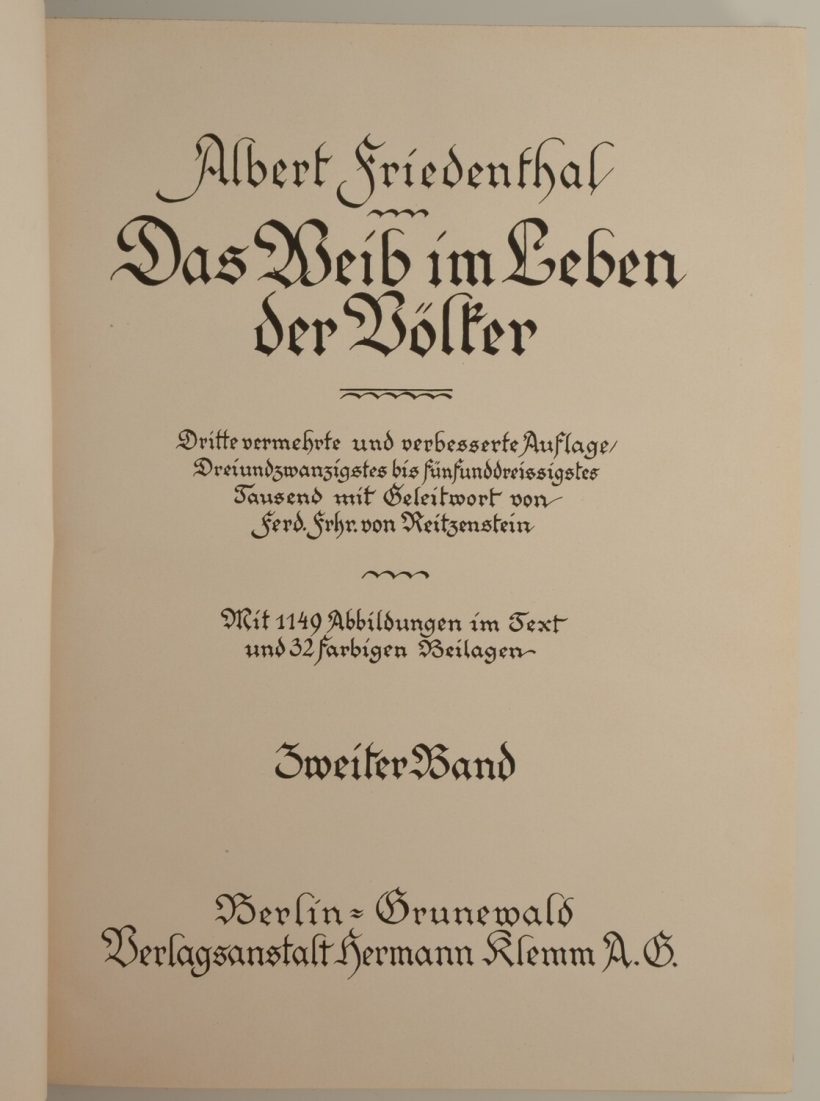 Albert Friedenthal
Das Weib im Leben
der Völker
Dritte vermehrte und verbesserte Auflage/
Dreiundzwanzigstes bis fünfunddreissigstes
Tausend mit Geleitwort von
Ferd. Frhr. von Reitzenstein
Mit 1149 Abbildungen im Text
und 32 farbigen Beilagen
Zweiter Band
Berlin=Grunewald
Verlagsanstalt Hermann Klemm A.G.